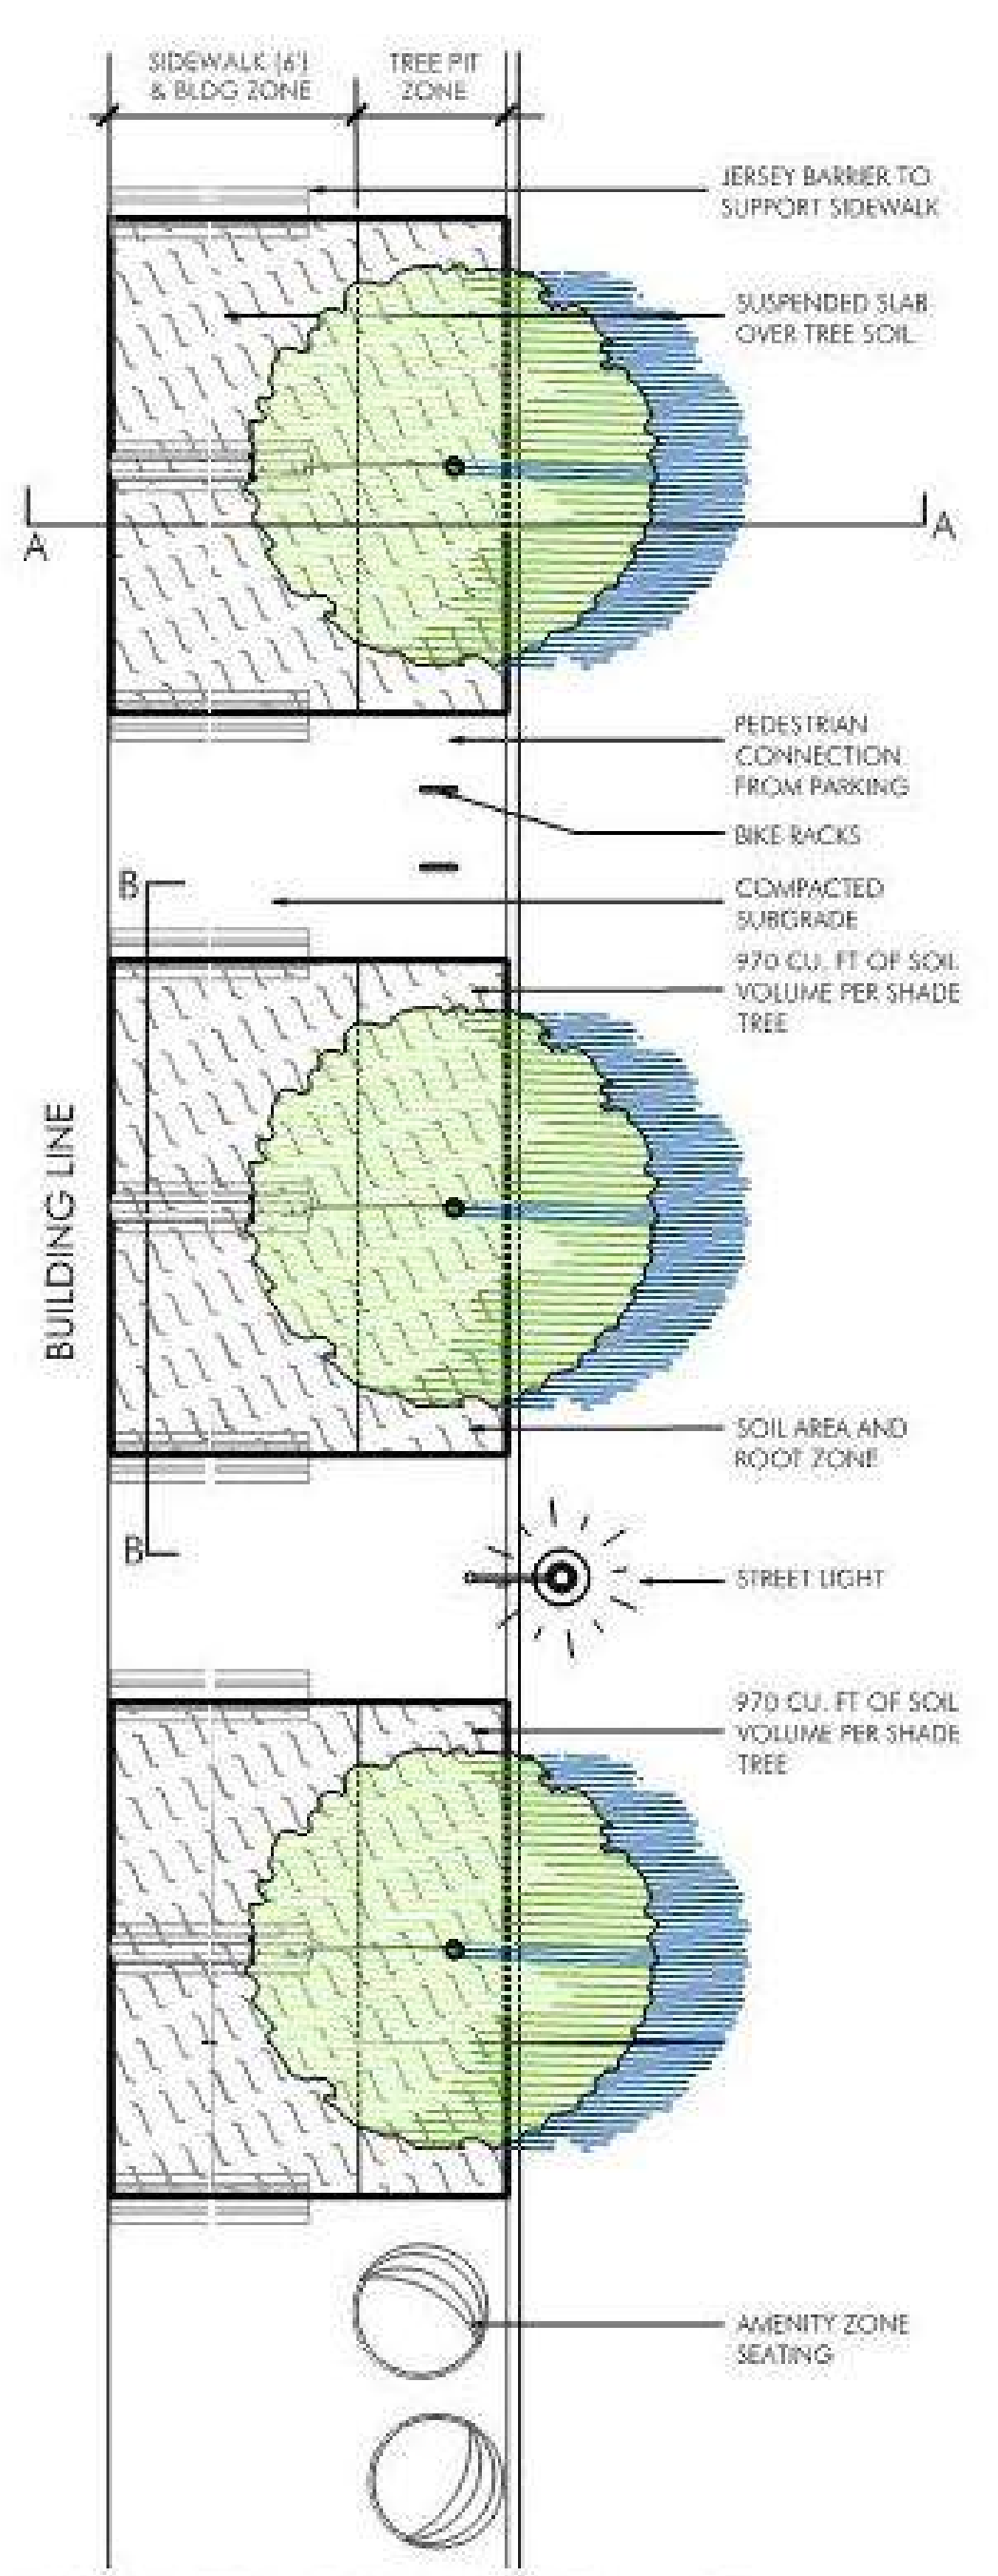 SIDEWALK (6')
& BLDG ZONE
TREE PIT
ZONE
JERSEY BARRIER TO
SUPPORT SIDEWALK
SUSPENDED SLAB
OVER TREE SOIL
A
A
PEDESTRIAN
CONNECTION
FROM PARKING
BIKE RACKS
B
COMPACTED
SUBGRADE
970 CU. FT OF SOIL
VOLUME PER SHADE
TREE
BUILDING LINE
SOIL AREA AND
ROOT ZONE
B
STREET LIGHT
970 CU. FT OF SOIL
VOLUME PER SHADE
TREE
AMENITY ZONE
SEATING